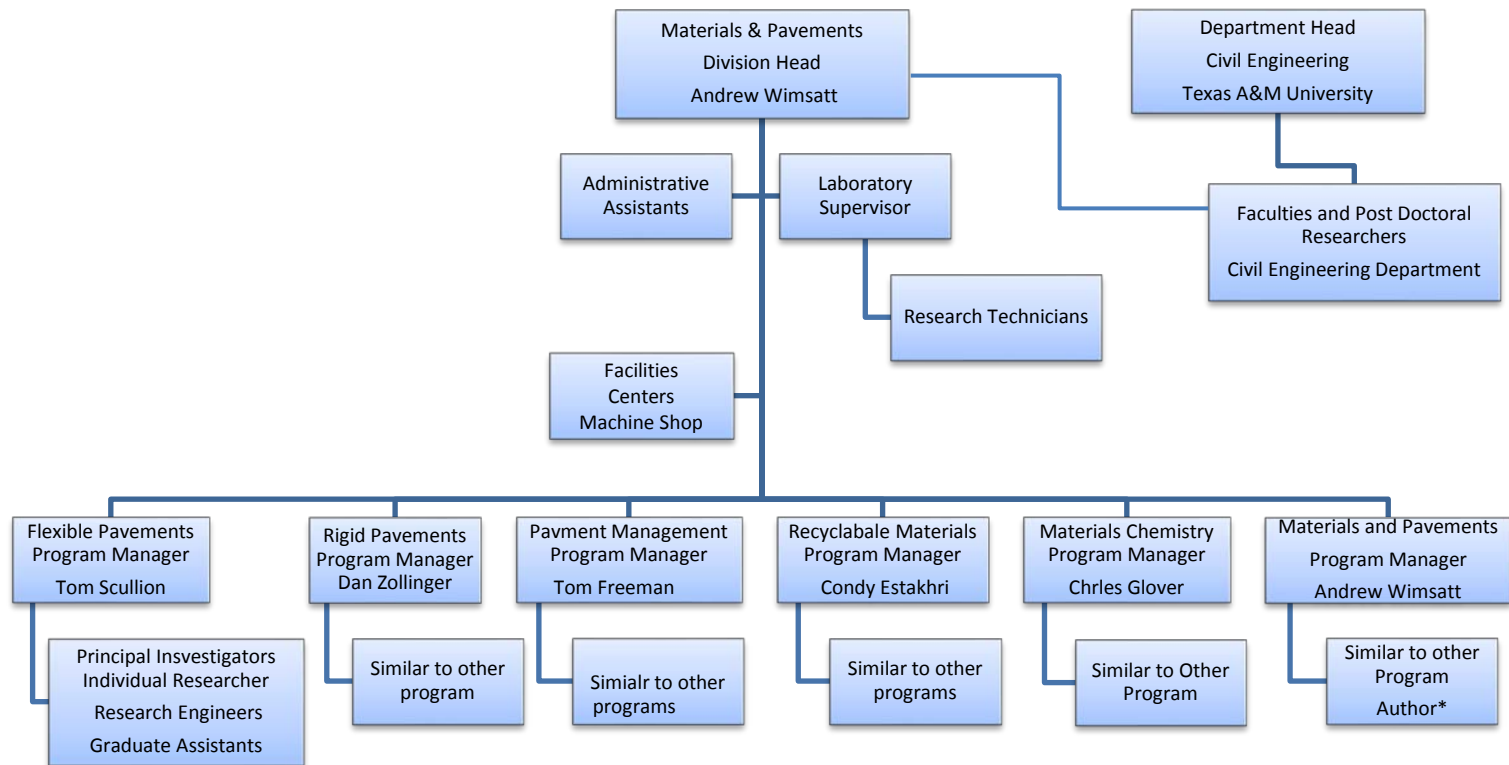 Materials & Pavements
Division Head
Andrew Wimsatt
Department Head
Civil Engineering
Texas A&M University
Administrative
Assistants
Laboratory
Supervisor
Faculties and Post Doctoral
Researchers
Civil Engineering Department
Research Technicians
Facilities
Centers
Machine Shop
Flexible Pavements
Program Manager
Tom Scullion
Rigid Pavements
Program Manager
Dan Zollinger
Pavment Management
Program Manager
Tom Freeman
Recyclabale Materials
Program Manager
Condy Estakhri
Materials Chemistry
Program Manager
Chrles Glover
Materials and Pavements
Program Manager
Andrew Wimsatt
Principal Insvestigators
Individual Researcher
Research Engineers
Graduate Assistants
Similar to other
program
Simialr to other
programs
Similar to other
programs
Similar to Other
Program
Similar to other
Program
Author*